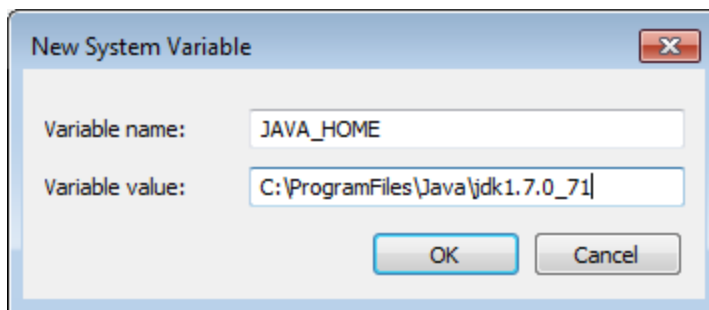 New System Variable
Variable name: JAVA_HOME
Variable value: C:\ProgramFiles\Java\jdk1.7.0_71
OK Cancel